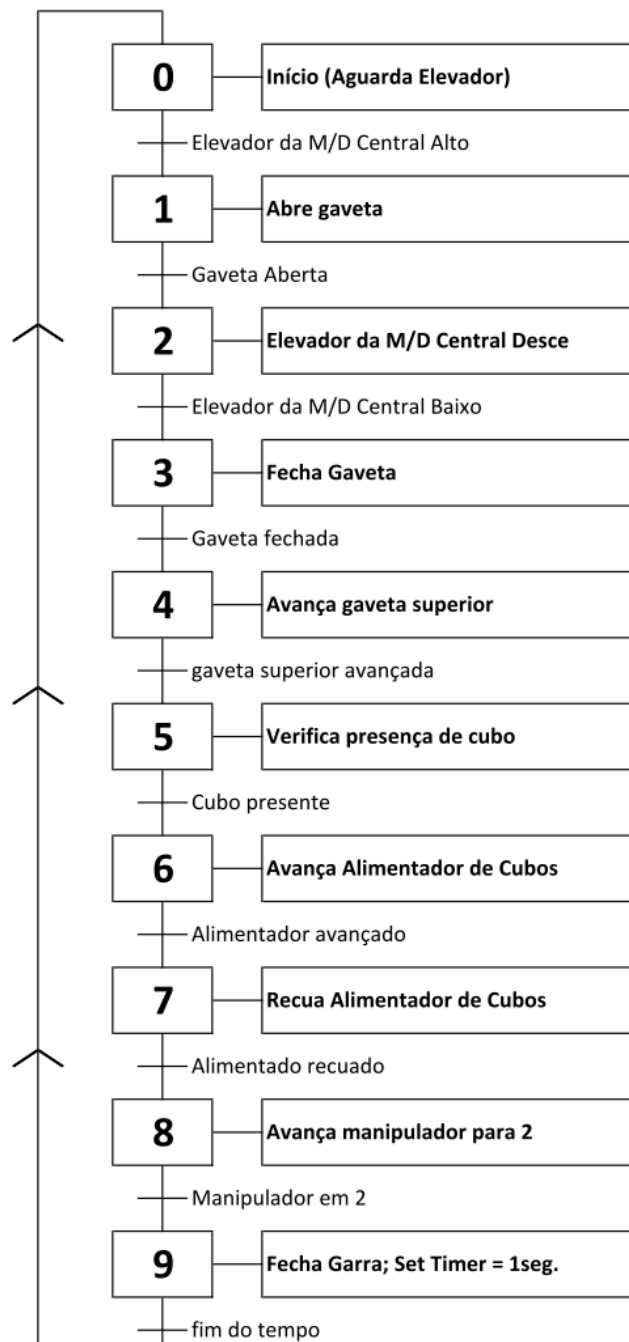 0
Início (Aguarda Elevador)
Elevador da M/D Central Alto
1
Abre gaveta
Gaveta Aberta
2
Elevador da M/D Central Desce
Elevador da M/D Central Baixo
3
Fecha Gaveta
Gaveta fechada
4
Avança gaveta superior
gaveta superior avançada
5
Verifica presença de cubo
Cubo presente
6
Avança Alimentador de Cubos
Alimentador avançado
7
Recua Alimentador de Cubos
Alimentado recuado
8
Avança manipulador para 2
Manipulador em 2
9
Fecha Garra; Set Timer = 1seg.
fim do tempo